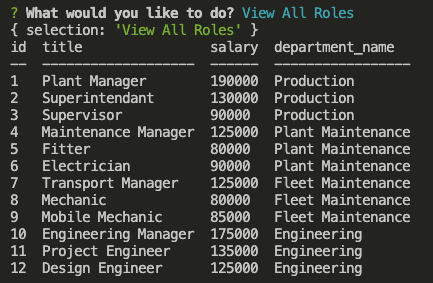 ? What would you like to do? View All Roles
{ selection: 'View All Roles' }
id  title               salary  department_name
--  ------------------  ------  -----------------
1   Plant Manager       190000  Production
2   Superintendant      130000  Production
3   Supervisor          90000   Production
4   Maintenance Manager 125000  Plant Maintenance
5   Fitter              80000   Plant Maintenance
6   Electrician         90000   Plant Maintenance
7   Transport Manager   125000  Fleet Maintenance
8   Mechanic            80000   Fleet Maintenance
9   Mobile Mechanic     85000   Fleet Maintenance
10  Engineering Manager 175000  Engineering
11  Project Engineer    135000  Engineering
12  Design Engineer     125000  Engineering